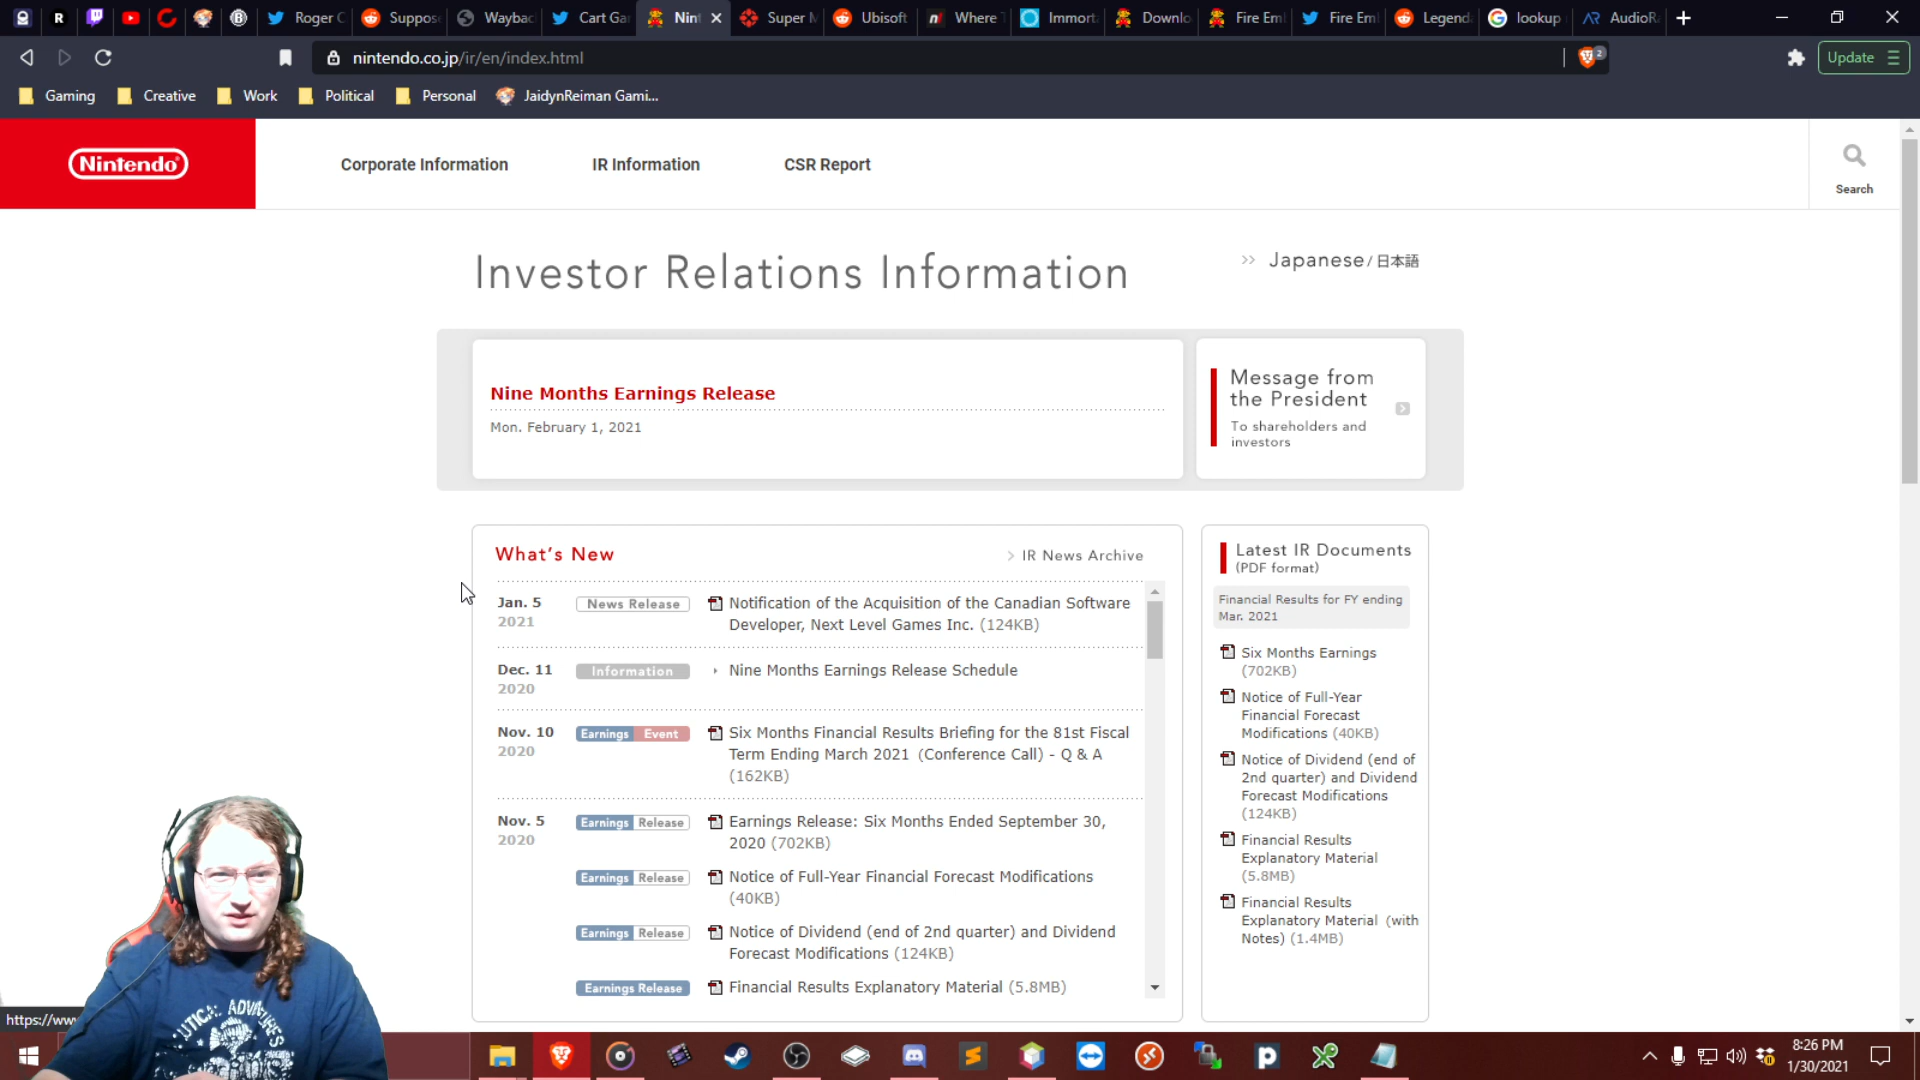 Roger C
Suppos
Waybac
Cart Ga
Nint
Super M
Ubisoft
Where T
Immort
Downlo
Fire Em
Fire Em
Legend
lookup
AudioR
nintendo.co.jp/ir/en/index.html
2
Update
Gaming
Creative
Work
Political
Personal
JaidynReiman Gami...
Nintendo
Corporate Information
IR Information
CSR Report
Search
Investor Relations Information
Japanese / 日本語
Nine Months Earnings Release
Mon. February 1, 2021
Message from
the President
To shareholders and
investors
What's New
IR News Archive
Jan. 5
2021
News Release
Notification of the Acquisition of the Canadian Software
Developer, Next Level Games Inc. (124KB)
Dec. 11
2020
Information
Nine Months Earnings Release Schedule
Nov. 10
2020
Earnings Event
Six Months Financial Results Briefing for the 81st Fiscal
Term Ending March 2021 (Conference Call) - Q & A
(162KB)
Nov. 5
2020
Earnings Release
Earnings Release: Six Months Ended September 30,
2020 (702KB)
Earnings Release
Notice of Full-Year Financial Forecast Modifications
(40KB)
Earnings Release
Notice of Dividend (end of 2nd quarter) and Dividend
Forecast Modifications (124KB)
Earnings Release
Financial Results Explanatory Material (5.8MB)
Latest IR Documents
(PDF format)
Financial Results for FY ending
Mar. 2021
Six Months Earnings
(702KB)
Notice of Full-Year
Financial Forecast
Modifications (40KB)
Notice of Dividend (end of
2nd quarter) and Dividend
Forecast Modifications
(124KB)
Financial Results
Explanatory Material
(5.8MB)
Financial Results
Explanatory Material (with
Notes) (1.4MB)
https://www
8:26 PM
1/30/2021